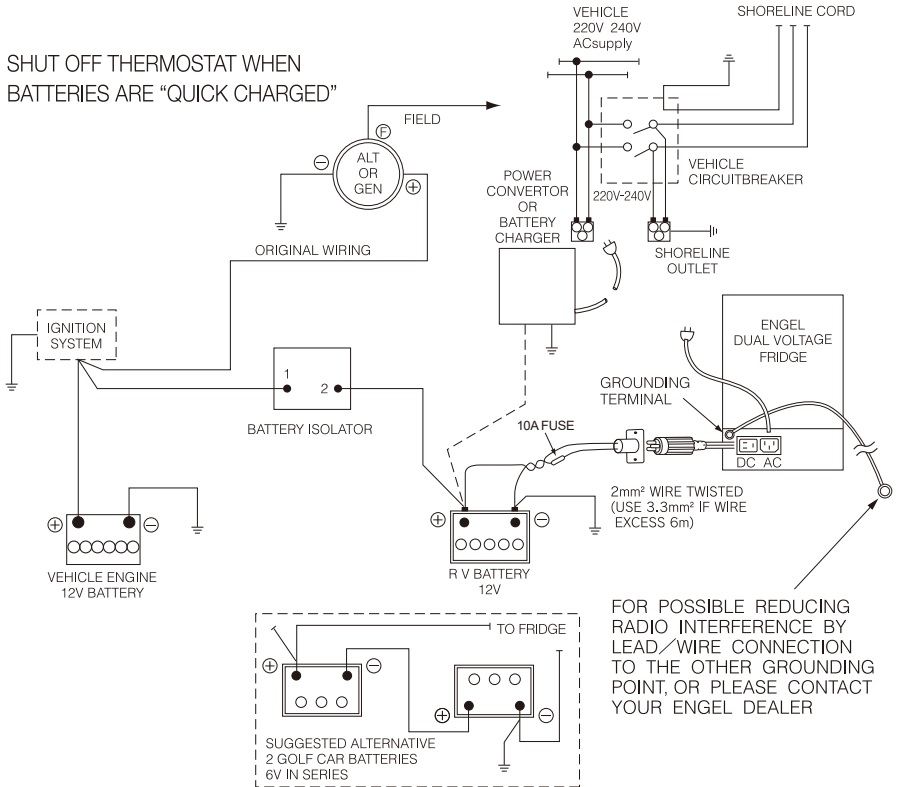 SHUT OFF THERMOSTAT WHEN
BATTERIES ARE “QUICK CHARGED”
VEHICLE
220V 240V
ACsupply
SHORELINE CORD
F
FIELD
ALT
OR
GEN
ORIGINAL WIRING
POWER
CONVERTOR
OR
BATTERY
CHARGER
VEHICLE
CIRCUITBREAKER
220V-240V
SHORELINE
OUTLET
IGNITION
SYSTEM
1
2
BATTERY ISOLATOR
ENGEL
DUAL VOLTAGE
FRIDGE
GROUNDING
TERMINAL
10A FUSE
DC AC
2mm² WIRE TWISTED
(USE 3.3mm² IF WIRE
EXCESS 6m)
VEHICLE ENGINE
12V BATTERY
R V BATTERY
12V
TO FRIDGE
SUGGESTED ALTERNATIVE
2 GOLF CAR BATTERIES
6V IN SERIES
FOR POSSIBLE REDUCING
RADIO INTERFERENCE BY
LEAD／WIRE CONNECTION
TO THE OTHER GROUNDING
POINT, OR PLEASE CONTACT
YOUR ENGEL DEALER